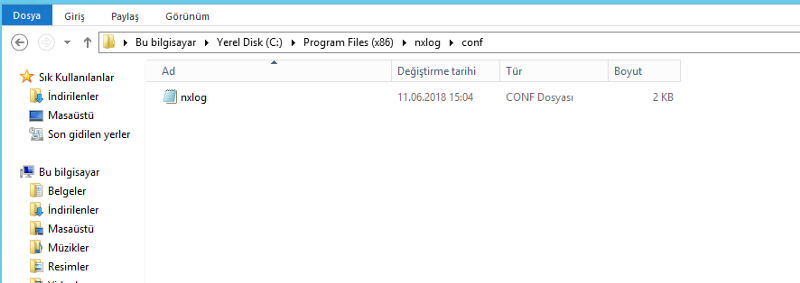 Dosya Giriş Paylaş Görünüm
Bu bilgisayar Yerel Disk (C:) Program Files (x86) nxlog conf
Sık Kullanılanlar
İndirilenler
Masaüstü
Son gidilen yerler
Bu bilgisayar
Belgeler
İndirilenler
Masaüstü
Müzikler
Resimler
Ad Değiştirme tarihi Tür Boyut
nxlog 11.06.2018 15:04 CONF Dosyası 2 KB